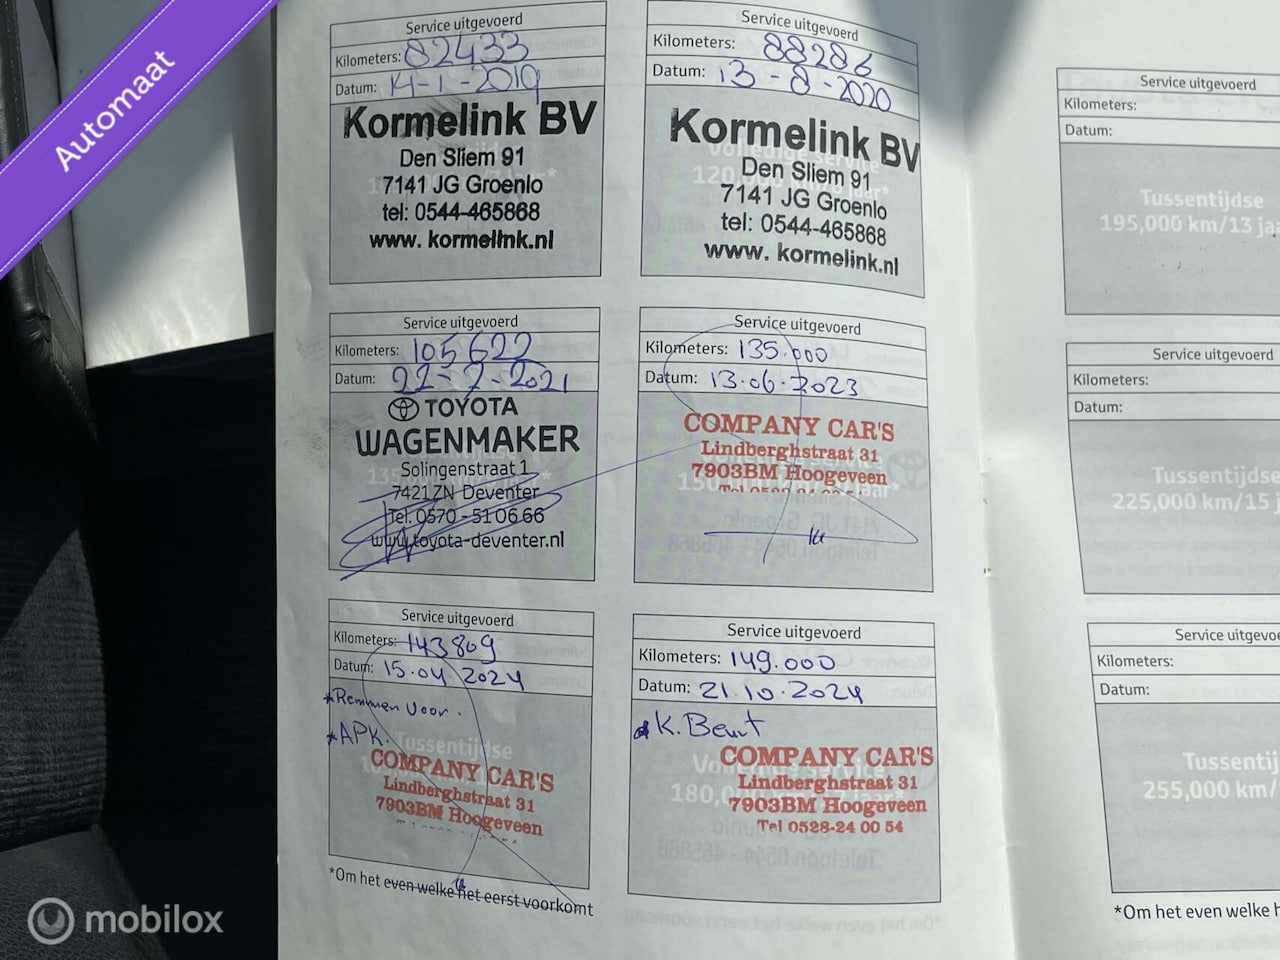 Automaat
Service uitgevoerd
Kilometers: 82433
Datum: 14-1-2019
Kormelink BV
Den Sliem 91
7141 JG Groenlo
tel: 0544-465868
www. kormelink.nl
Service uitgevoerd
Kilometers: 88286
Datum: 13-8-2020
Volledige service
120,000
Kormelink BV
Den Sliem 91
7141 JG Groenlo
tel: 0544-465868
www. kormelink.nl
Service uitgevoerd
Kilometers: 105622
Datum: 22-7-2021
TOYOTA
WAGENMAKER
Solingenstraat 1
7421 ZN Deventer
Tel. 0570 - 51 06 66
www.toyota-deventer.nl
Service uitgevoerd
Kilometers: 135.000
Datum: 13.06.2023
COMPANY CAR'S
Lindberghstraat 31
7903BM Hoogeveen
Service uitgevoerd
Kilometers: 143809
Datum: 15.04.2024
*Remmen voor.
*APK.
Tussentijdse
COMPANY CAR'S
Lindberghstraat 31
7903BM Hoogeveen
*Om het even welke het eerst voorkomt
Service uitgevoerd
Kilometers: 149.000
Datum: 21.10.2024
K. Beurt
180,000
COMPANY CAR'S
Lindberghstraat 31
7903BM Hoogeveen
Tel 0528-24 00 54
Service uitgevoerd
Kilometers:
Datum:
Tussentijdse
195,000 km/13 ja
Service uitgevoerd
Kilometers:
Datum:
Tussentijdse
225,000 km/15 j
Service uitgevoe
Kilometers:
Datum:
Tussentij
255,000 km/
*Om het even welke h
mobilox